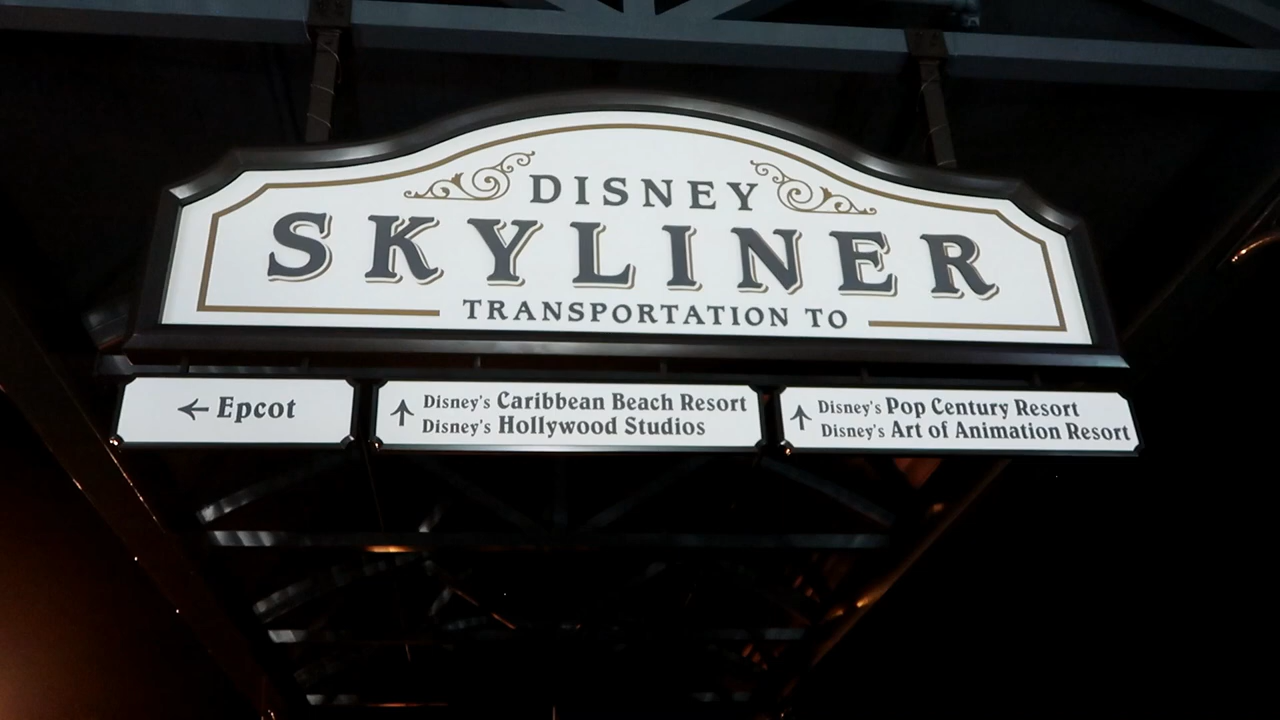 DISNEY
SKYLINER
TRANSPORTATION TO
← Epcot
↑ Disney's Caribbean Beach Resort
Disney's Hollywood Studios
↑ Disney's Pop Century Resort
Disney's Art of Animation Resort